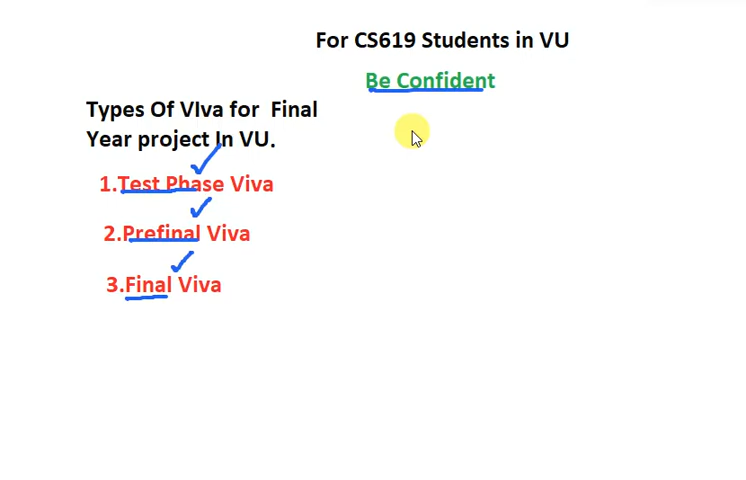 For CS619 Students in VU
Be Confident
Types Of VIva for Final
Year project In VU.
1.Test Phase Viva
2.Prefinal Viva
3.Final Viva